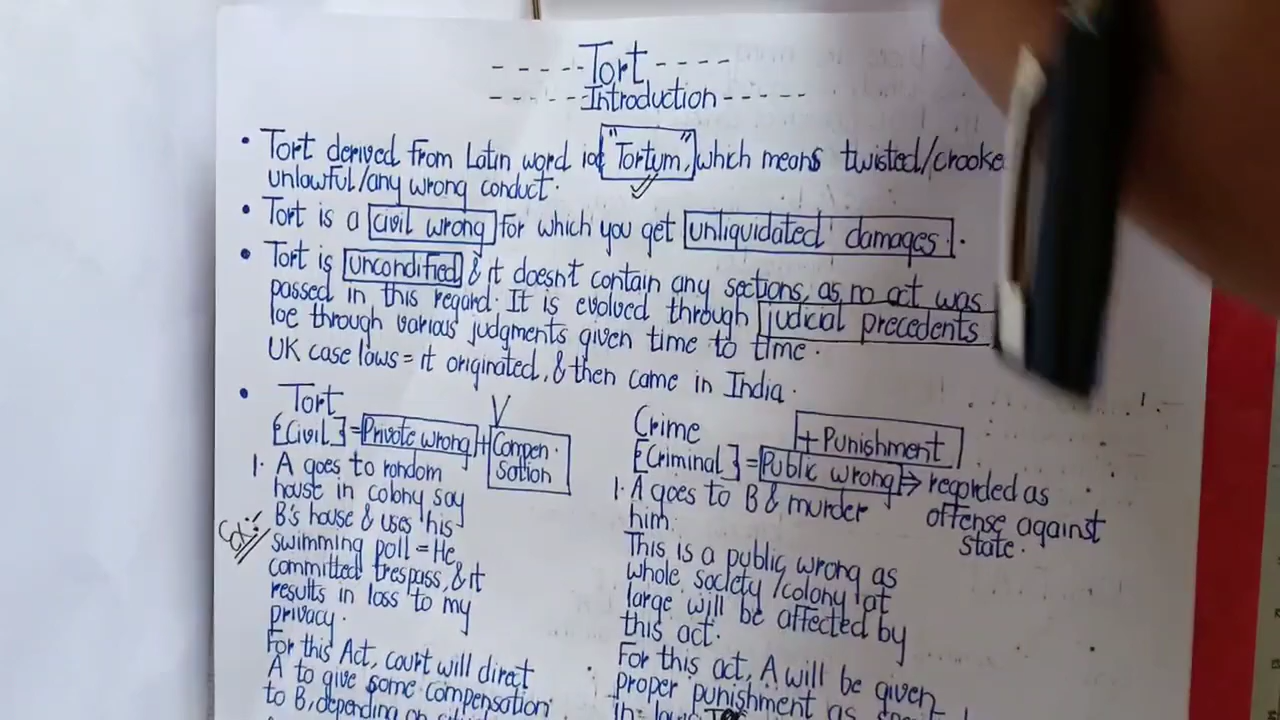 Tort
Introduction
• Tort derived from Latin word "Tortum," which means twisted/crooke
unlawful/any wrong conduct.
• Tort is a civil wrong for which you get unliquidated damages.
• Tort is uncondified & it doesn't contain any sections, as no act was
passed in this regard. It is evolved through judicial precedents
ie through various judgments given time to time.
UK case laws = it originated, & then came in India.
• Tort
[Civil] = Private wrong + Compensation
1. A goes to random
house in colony say
B's house & uses his
swimming poll = He
committed trespass, & it
results in loss to my
privacy.
For this Act, court will direct
A to give some compensation
to B, depending on
Crime
+ Punishment
[Criminal] = Public wrong → regorded as
offense against
state.
1. A goes to B & murder
him.
This is a public wrong as
whole society/colony at
large will be affected by
this act.
For this act, A will be given
proper punishment as